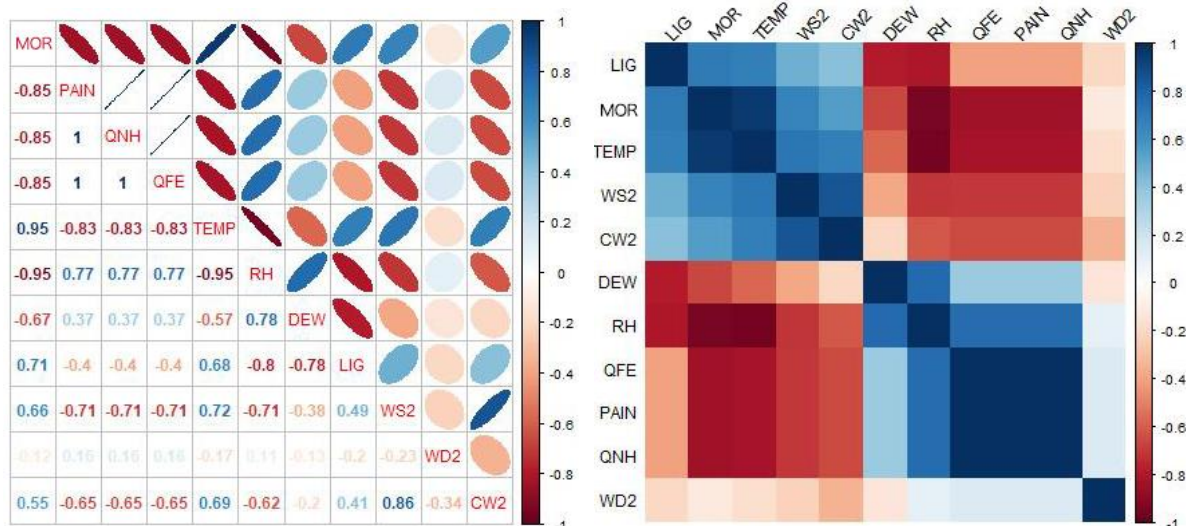 MOR
-0.85 PAIN
-0.85 1 QNH
-0.85 1 1 QFE
0.95 -0.83 -0.83 -0.83 TEMP
-0.95 0.77 0.77 0.77 -0.95 RH
-0.67 0.37 0.37 0.37 -0.57 0.78 DEW
0.71 -0.4 -0.4 -0.4 0.68 -0.8 -0.78 LIG
0.66 -0.71 -0.71 -0.71 0.72 -0.71 -0.38 0.49 WS2
-0.12 0.16 0.16 0.16 -0.17 0.11 -0.13 -0.2 -0.23 WD2
0.55 -0.65 -0.65 -0.65 0.69 -0.62 -0.2 0.41 0.86 -0.34 CW2
1
0.8
0.6
0.4
0.2
0
-0.2
-0.4
-0.6
-0.8
-1
LIG MOR TEMP WS2 CW2 DEW RH QFE PAIN QNH WD2
LIG
MOR
TEMP
WS2
CW2
DEW
RH
QFE
PAIN
QNH
WD2
1
0.8
0.6
0.4
0.2
0
-0.2
-0.4
-0.6
-0.8
-1